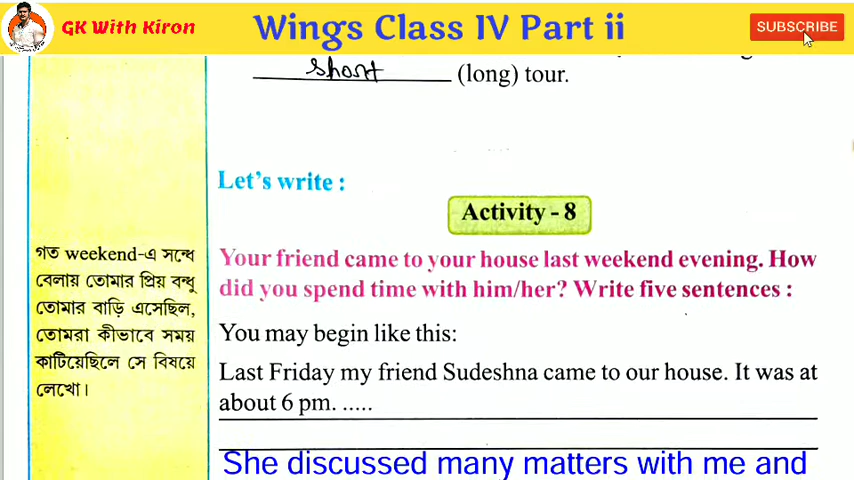 GK With Kiron
Wings Class IV Part ii
SUBSCRIBE
short (long) tour.
Let's write :
Activity - 8
গত weekend-এ সন্ধে
বেলায় তোমার প্রিয় বন্ধু
তোমার বাড়ি এসেছিল,
তোমরা কীভাবে সময়
কাটিয়েছিলে সে বিষয়ে
লেখো।
Your friend came to your house last weekend evening. How
did you spend time with him/her? Write five sentences :
You may begin like this:
Last Friday my friend Sudeshna came to our house. It was at
about 6 pm. .....
She discussed many matters with me and